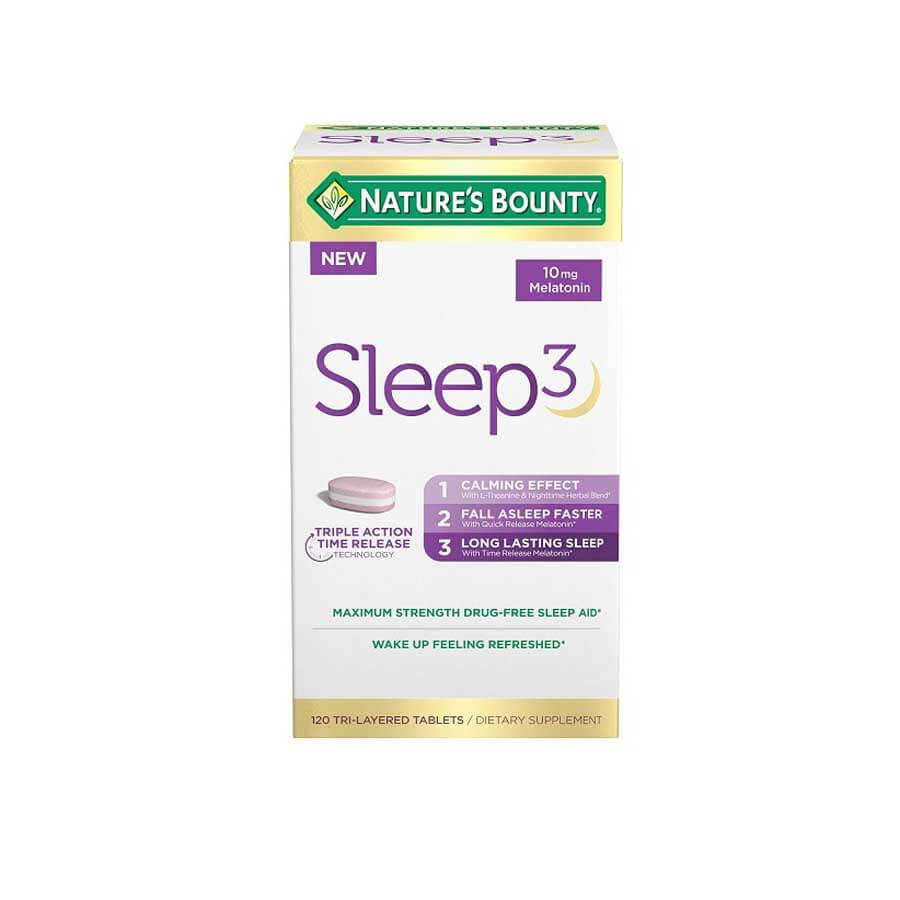 NATURE'S BOUNTY
Sleep3
NATURE'S BOUNTY®
NEW
10mg
Melatonin
Sleep3
1 CALMING EFFECT
With L-Theanine & Nighttime Herbal Blend*
2 FALL ASLEEP FASTER
With Quick Release Melatonin*
3 LONG LASTING SLEEP
With Time Release Melatonin*
TRIPLE ACTION
TIME RELEASE
TECHNOLOGY
MAXIMUM STRENGTH DRUG-FREE SLEEP AID*
WAKE UP FEELING REFRESHED*
120 TRI-LAYERED TABLETS / DIETARY SUPPLEMENT